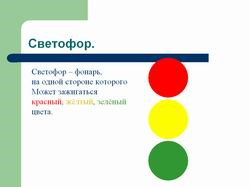 Светофор.
Светофор – фонарь,
на одной стороне которого
Может зажигаться
красный, жёлтый, зелёный
цвета.